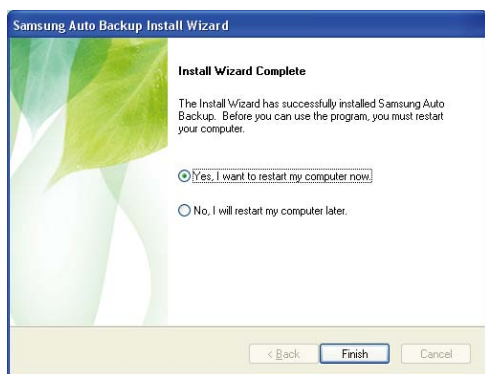 Samsung Auto Backup Install Wizard
Install Wizard Complete
The Install Wizard has successfully installed Samsung Auto
Backup. Before you can use the program, you must restart
your computer.
Yes, I want to restart my computer now.
No, I will restart my computer later.
< Back Finish Cancel